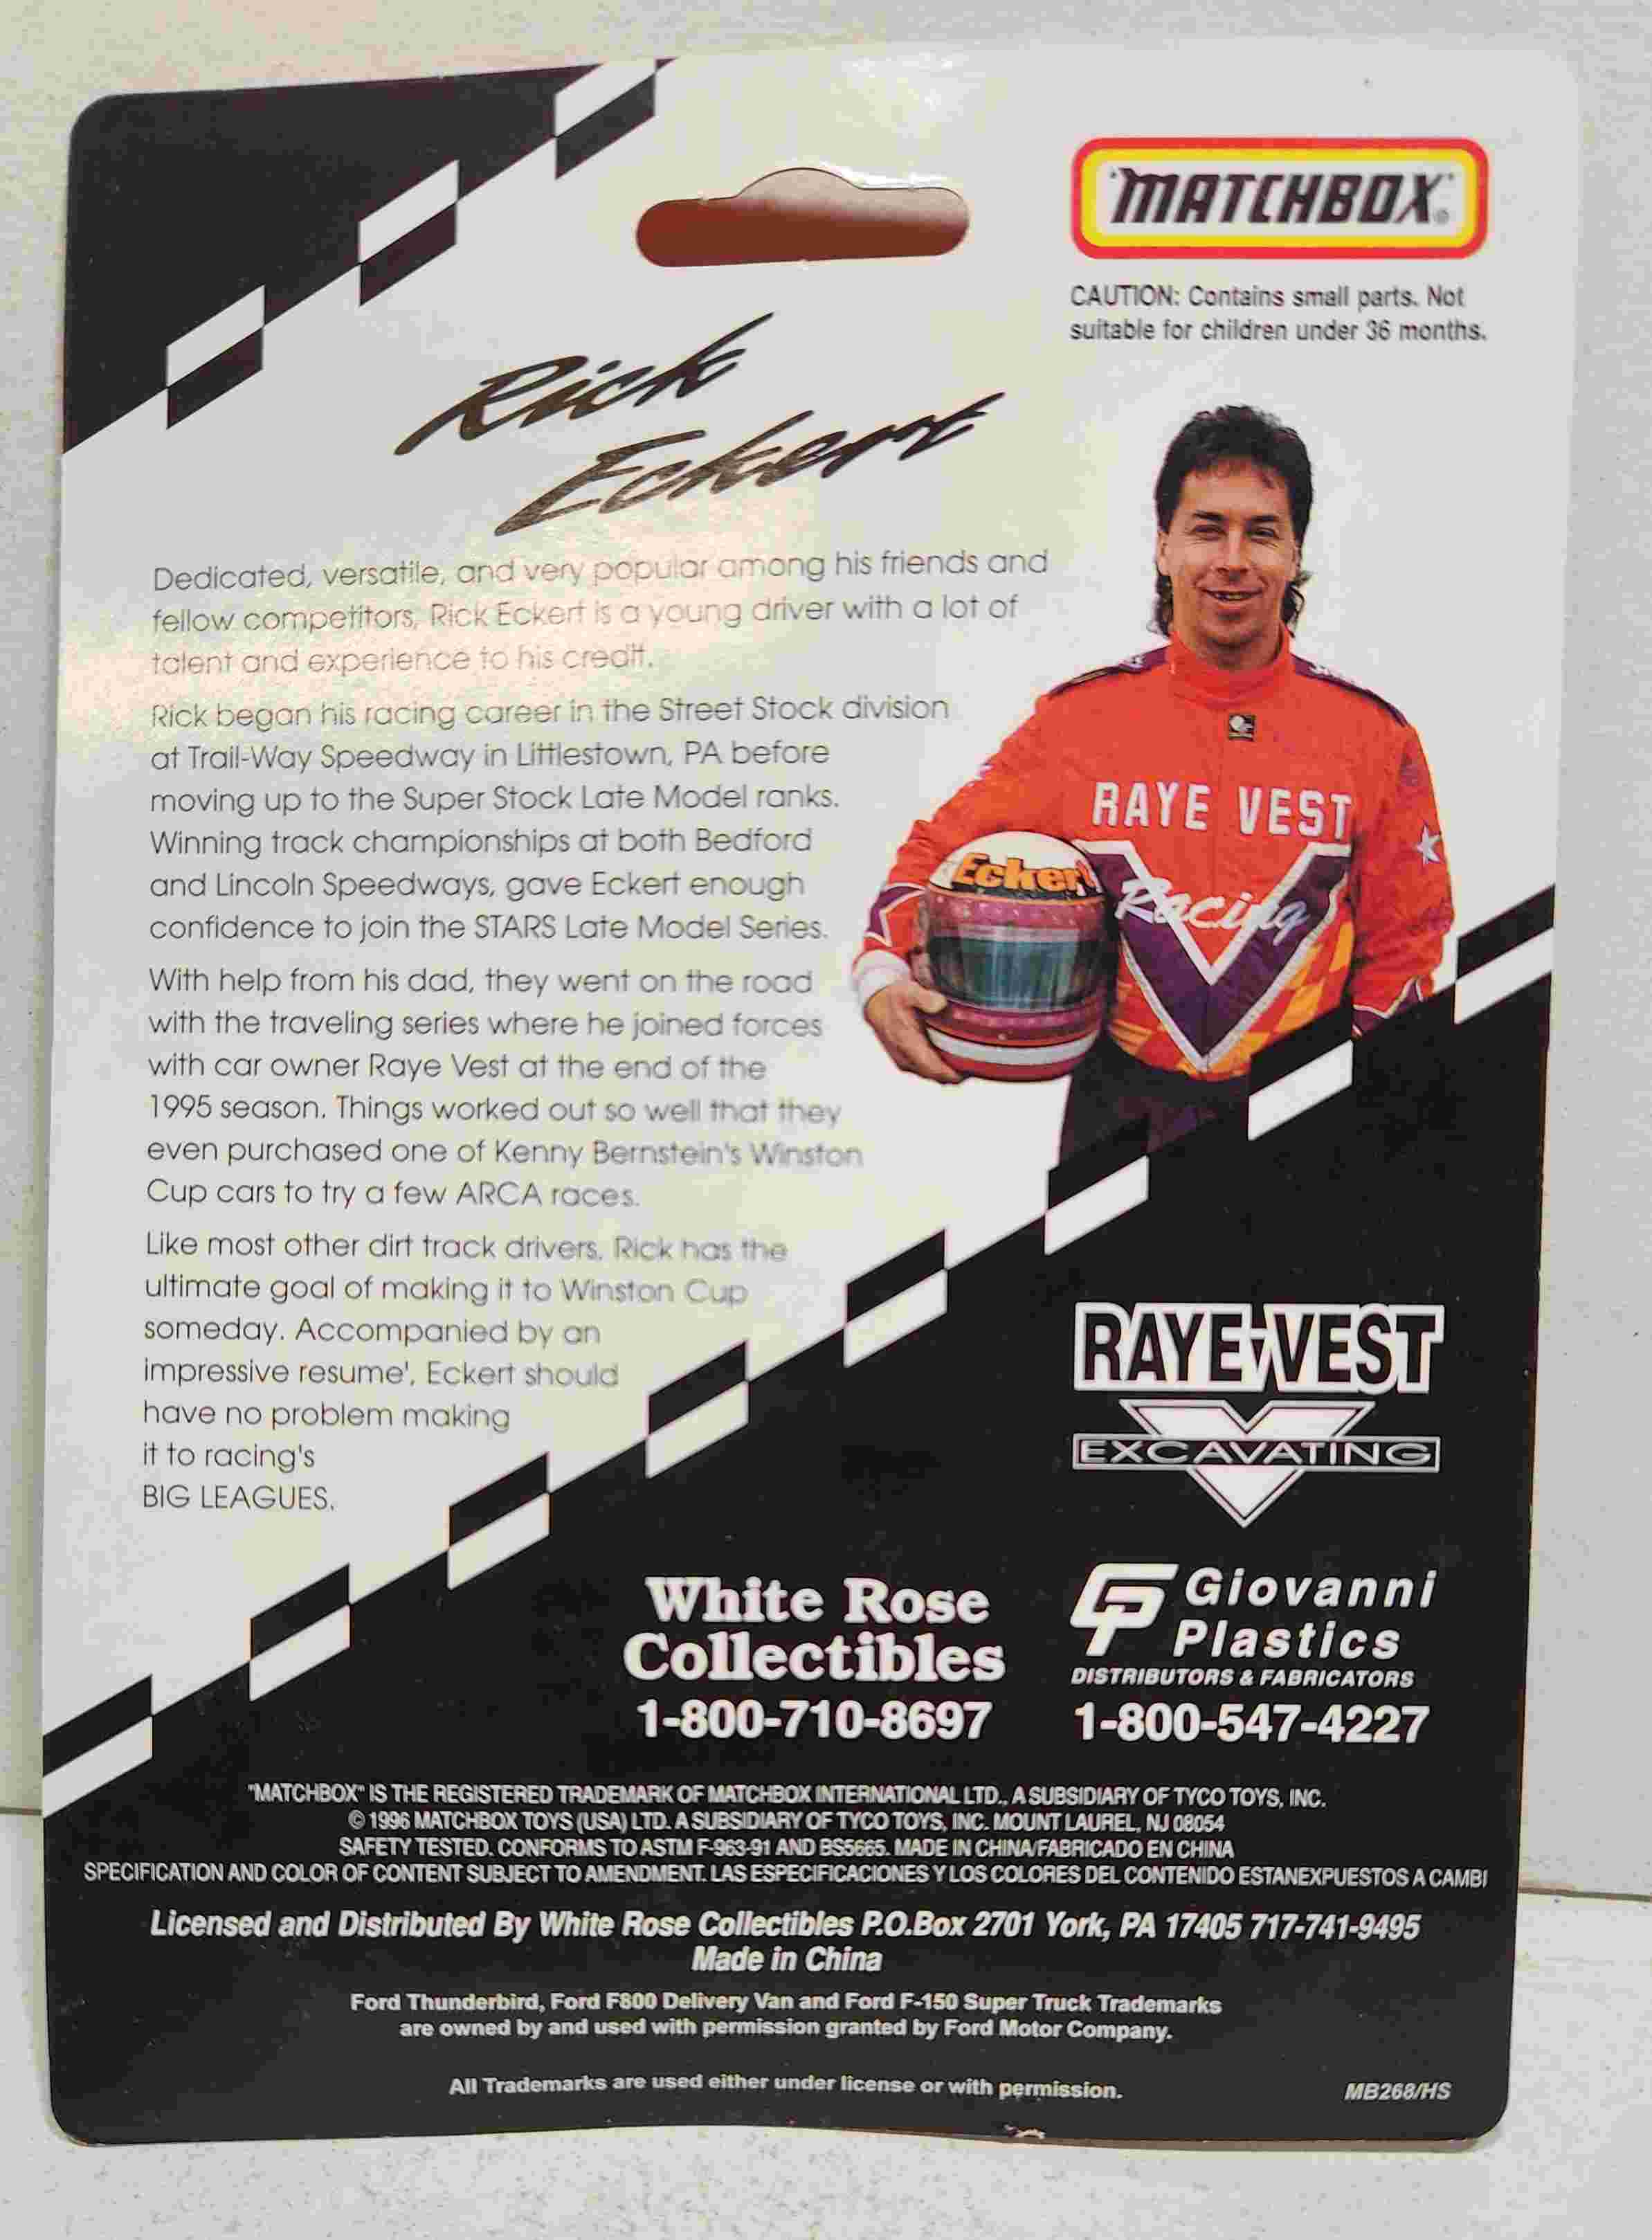 MATCHBOX®
CAUTION: Contains small parts. Not
suitable for children under 36 months.
Rick
Eckert
Dedicated, versatile, and very popular among his friends and
fellow competitors, Rick Eckert is a young driver with a lot of
talent and experience to his credit.
Rick began his racing career in the Street Stock division
at Trail-Way Speedway in Littlestown, PA before
moving up to the Super Stock Late Model ranks.
Winning track championships at both Bedford
and Lincoln Speedways, gave Eckert enough
confidence to join the STARS Late Model Series.
With help from his dad, they went on the road
with the traveling series where he joined forces
with car owner Raye Vest at the end of the
1995 season. Things worked out so well that they
even purchased one of Kenny Bernstein's Winston
Cup cars to try a few ARCA races.
Like most other dirt track drivers, Rick has the
ultimate goal of making it to Winston Cup
someday. Accompanied by an
impressive resume', Eckert should
have no problem making
it to racing's
BIG LEAGUES.
RAYE VEST
Racing
Eckert
RAYE VEST
EXCAVATING
White Rose
Collectibles
1-800-710-8697
GP Giovanni
Plastics
DISTRIBUTORS & FABRICATORS
1-800-547-4227
"MATCHBOX" IS THE REGISTERED TRADEMARK OF MATCHBOX INTERNATIONAL LTD., A SUBSIDIARY OF TYCO TOYS, INC.
© 1996 MATCHBOX TOYS (USA) LTD. A SUBSIDIARY OF TYCO TOYS, INC. MOUNT LAUREL, NJ 08054
SAFETY TESTED. CONFORMS TO ASTM F-963-91 AND BS5665. MADE IN CHINA/FABRICADO EN CHINA
SPECIFICATION AND COLOR OF CONTENT SUBJECT TO AMENDMENT. LAS ESPECIFICACIONES Y LOS COLORES DEL CONTENIDO ESTANEXPUESTOS A CAMBI
Licensed and Distributed By White Rose Collectibles P.O.Box 2701 York, PA 17405 717-741-9495
Made in China
Ford Thunderbird, Ford F800 Delivery Van and Ford F-150 Super Truck Trademarks
are owned by and used with permission granted by Ford Motor Company.
All Trademarks are used either under license or with permission.
MB268/HS